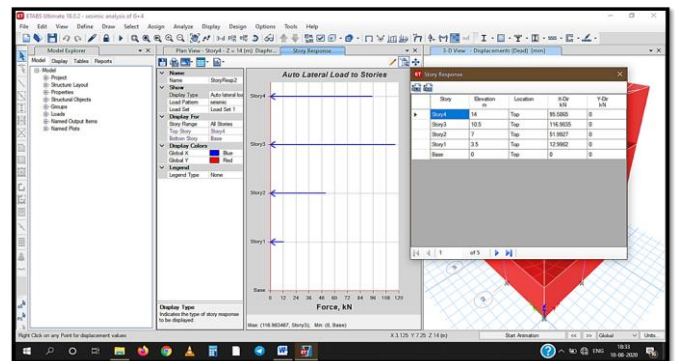 ETABS Ultimate 18.0.2 - seismic analysis of G+4
File Edit View Define Draw Select Assign Analyze Display Design Options Tools Help
Model Explorer
Plan View - Story4 - Z = 14 (m) Diaphr...
Story Response
3-D View - Displacements (Dead) [mm]
Model Display Tables Reports
Model
Project
Structure Layout
Properties
Structural Objects
Groups
Loads
Named Output Items
Named Plots
Name
Name StoryResp2
Show
Display Type Auto lateral loa
Load Pattern seismic
Load Set Load Set 1
Display For
Story Range All Stories
Top Story Story4
Bottom Story Base
Display Colors
Global X Blue
Global Y Red
Legend
Legend Type None
Display Type
Indicates the type of story response to be displayed
Auto Lateral Load to Stories
Story4
Story3
Story2
Story1
Base
0 12 24 36 48 60 72 84 96 108 120
Force, kN
Max: (116.983487, Story3); Min: (0, Base)
Story Response
Story Elevation Location X-Dir Y-Dir
m kN kN
Story4 14 Top 95.5065 0
Story3 10.5 Top 116.9835 0
Story2 7 Top 51.9927 0
Story1 3.5 Top 12.9982 0
Base 0 Top 0 0
1 of 5
Right Click on any Point for displacement values
X 3.125 Y 7.25 Z 14 (m)
Start Animation
<< >> Global Units...
ENG
18:33
10-08-2020